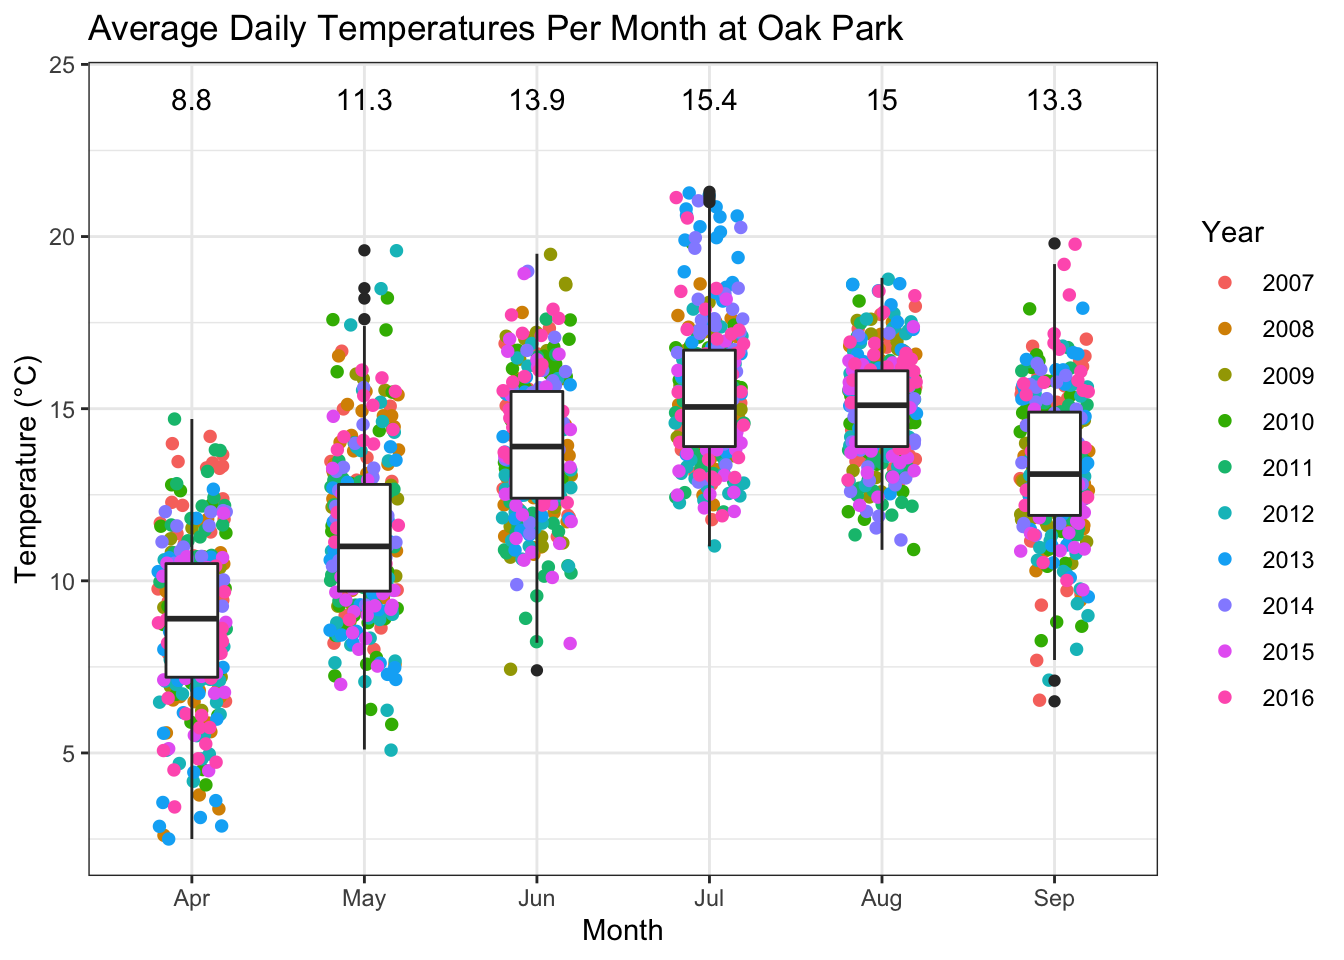 Average Daily Temperatures Per Month at Oak Park
25
20
15
10
5
Temperature (°C)
8.8 11.3 13.9 15.4 15 13.3
Apr May Jun Jul Aug Sep
Month
Year
2007
2008
2009
2010
2011
2012
2013
2014
2015
2016